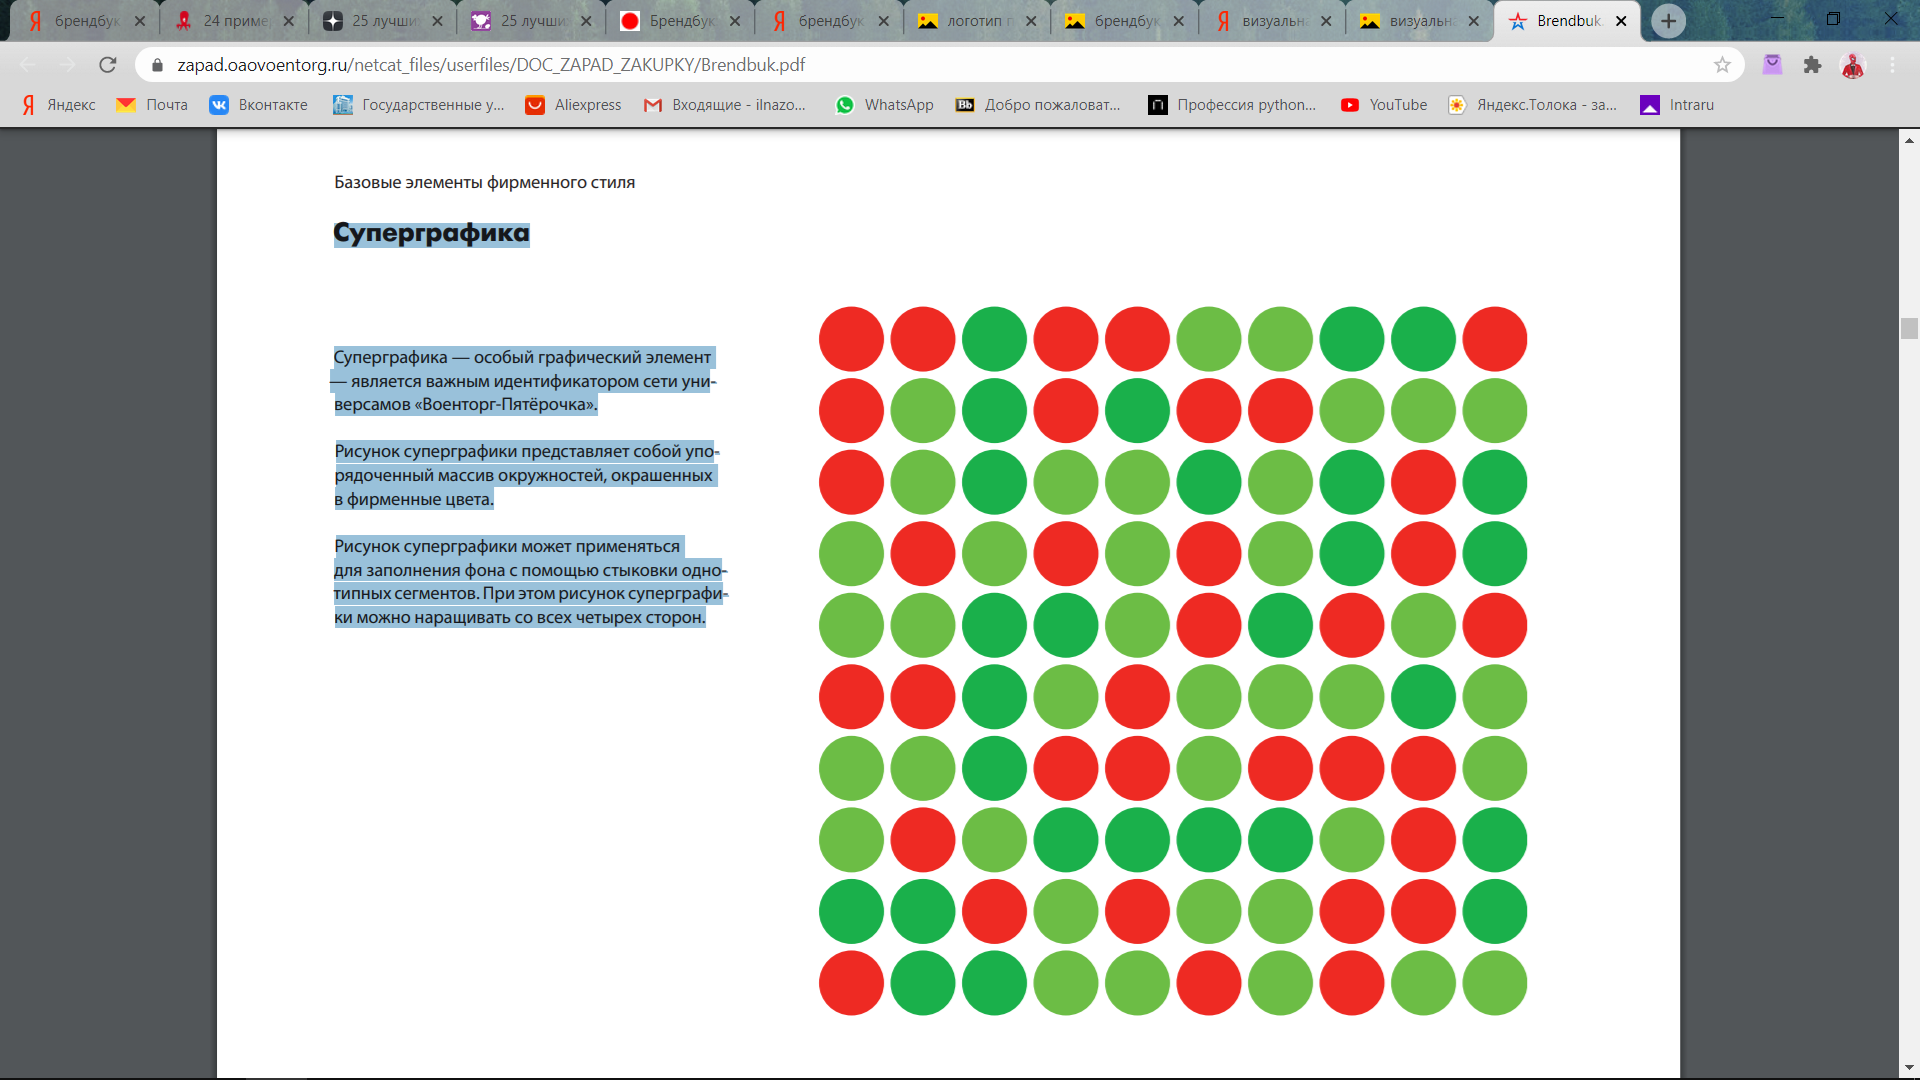 брендбук
24 приме
25 лучши
25 лучши
Брендбук
брендбук
логотип п
брендбук
визуальн
визуальн
Brendbuk.
zapad.oaovoentorg.ru/netcat_files/userfiles/DOC_ZAPAD_ZAKUPKY/Brendbuk.pdf
Яндекс
Почта
Вконтакте
Государственные у...
Aliexpress
Входящие - ilnazo...
WhatsApp
Bb Добро пожаловат...
Профессия python...
YouTube
Яндекс.Толока - за...
Intraru
Базовые элементы фирменного стиля
Суперграфика
Суперграфика — особый графический элемент
— является важным идентификатором сети уни-
версамов «Военторг-Пятёрочка».
Рисунок суперграфики представляет собой упо-
рядоченный массив окружностей, окрашенных
в фирменные цвета.
Рисунок суперграфики может применяться
для заполнения фона с помощью стыковки одно-
типных сегментов. При этом рисунок суперграфи-
ки можно наращивать со всех четырех сторон.